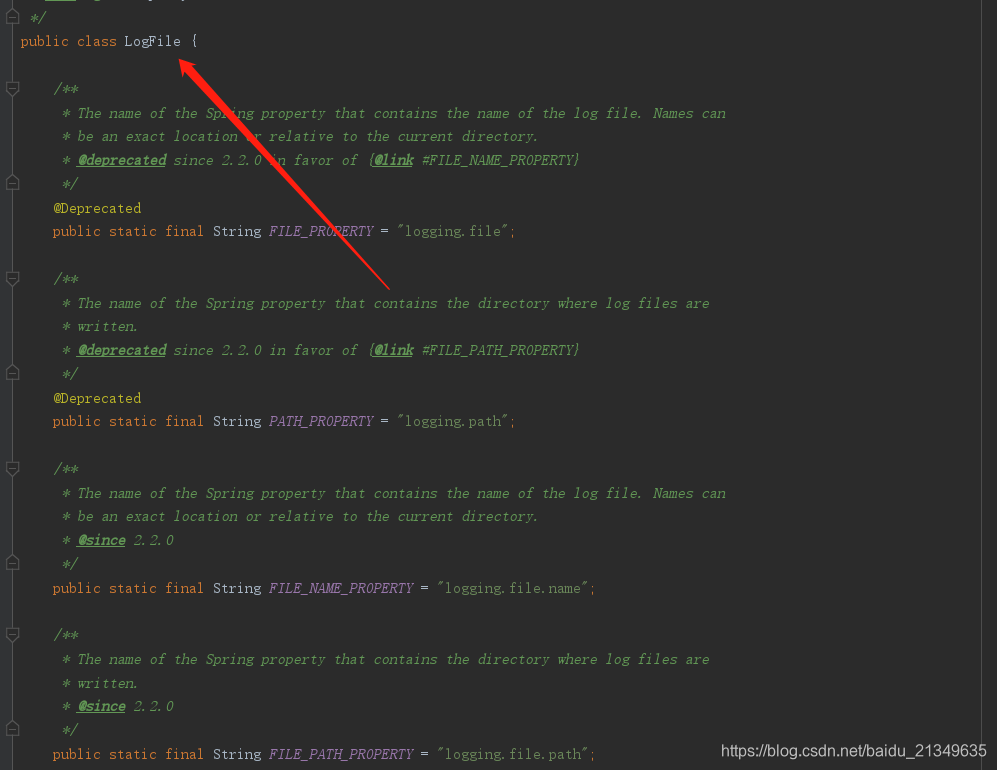 */
public class LogFile {
/**
* The name of the Spring property that contains the name of the log file. Names can
* be an exact location or relative to the current directory.
* @deprecated since 2.2.0 in favor of {@link #FILE_NAME_PROPERTY}
*/
@Deprecated
public static final String FILE_PROPERTY = "logging.file";
/**
* The name of the Spring property that contains the directory where log files are
* written.
* @deprecated since 2.2.0 in favor of {@link #FILE_PATH_PROPERTY}
*/
@Deprecated
public static final String PATH_PROPERTY = "logging.path";
/**
* The name of the Spring property that contains the name of the log file. Names can
* be an exact location or relative to the current directory.
* @since 2.2.0
*/
public static final String FILE_NAME_PROPERTY = "logging.file.name";
/**
* The name of the Spring property that contains the directory where log files are
* written.
* @since 2.2.0
*/
public static final String FILE_PATH_PROPERTY = "logging.file.path";
https://blog.csdn.net/baidu_21349635